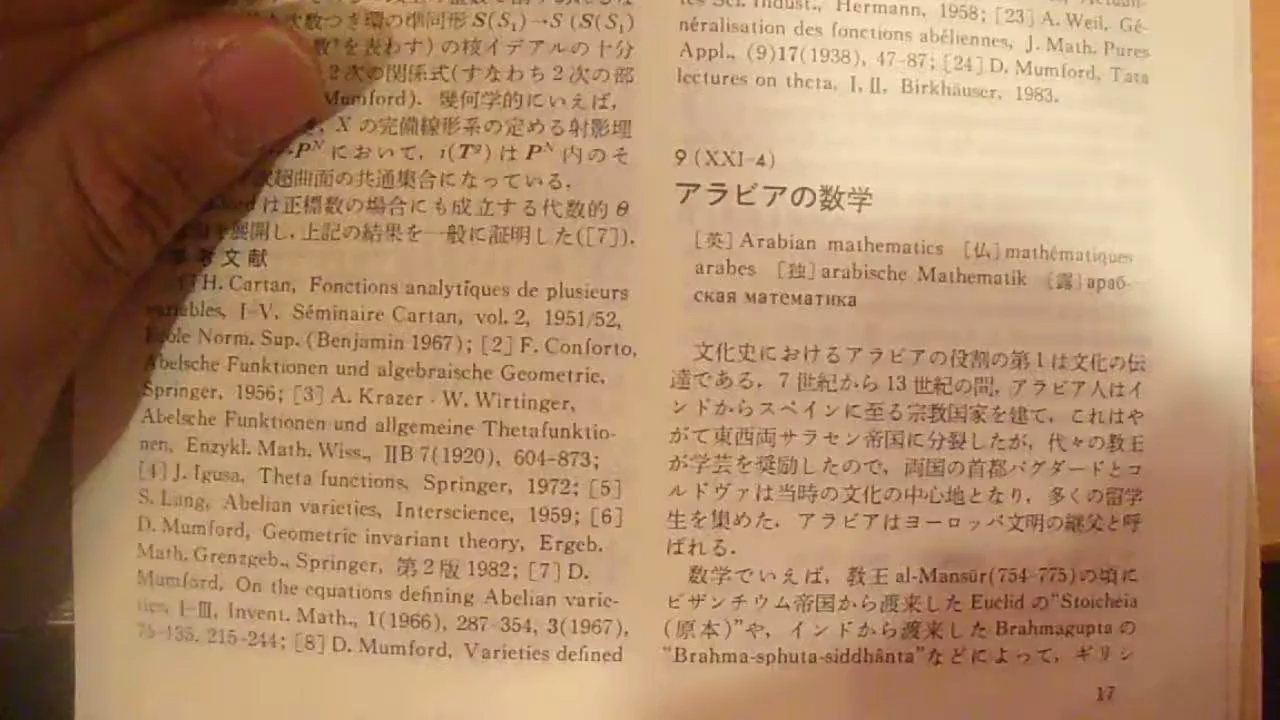 次数つき環の準同形 S(S₁)→S (S(S₁)
を表わす)の核イデアルの十分
2次の関係式(すなわち2次の部
Mumford). 幾何学的にいえば,
X の完備線形系の定める射影埋
Pᴺ において, ι(Tᵍ) は Pᴺ 内のそ
超曲面の共通集合になっている.
は正標数の場合にも成立する代数的 θ
展開し, 上記の結果を一般に証明した([7]).
参考文献
H. Cartan, Fonctions analytiques de plusieurs
variables, I-V, Séminaire Cartan, vol. 2, 1951/52,
École Norm. Sup. (Benjamin 1967); [2] F. Conforto,
Abelsche Funktionen und algebraische Geometrie,
Springer, 1956; [3] A. Krazer - W. Wirtinger,
Abelsche Funktionen und allgemeine Thetafunktio-
nen, Enzykl. Math. Wiss., ⅡB 7(1920), 604-873;
[4] J. Igusa, Theta functions, Springer, 1972; [5]
S. Lang, Abelian varieties, Interscience, 1959; [6]
D. Mumford, Geometric invariant theory, Ergeb.
Math. Grenzgeb., Springer, 第2版 1982; [7] D.
Mumford, On the equations defining Abelian varie-
ties, Ⅰ-Ⅲ, Invent. Math., 1(1966), 287-354, 3(1967),
75-135, 215-244; [8] D. Mumford, Varieties defined
Sci. Indust., Hermann, 1958; [23] A. Weil, Gé-
néralisation des fonctions abéliennes, J. Math. Pures
Appl., (9)17(1938), 47-87; [24] D. Mumford, Tata
lectures on theta, Ⅰ, Ⅱ, Birkhäuser, 1983.
9 (XXI-4)
アラビアの数学
[英] Arabian mathematics [仏] mathématiques
arabes [独] arabische Mathematik [露] араб-
ская математика
文化史におけるアラビアの役割の第1は文化の伝
達である. 7世紀から13世紀の間, アラビア人はイ
ンドからスペインに至る宗教国家を建て, これはや
がて東西両サラセン帝国に分裂したが, 代々の教王
が学芸を奨励したので, 両国の首都バグダードとコ
ルドヴァは当時の文化の中心地となり, 多くの留学
生を集めた. アラビアはヨーロッパ文明の継父と呼
ばれる.
数学でいえば, 教王 al-Mansūr(754-775)の頃に
ビザンチウム帝国から渡来した Euclid の"Stoicheia
(原本)"や, インドから渡来した Brahmagupta の
"Brahma-sphuta-siddhânta"などによって, ギリシ
17